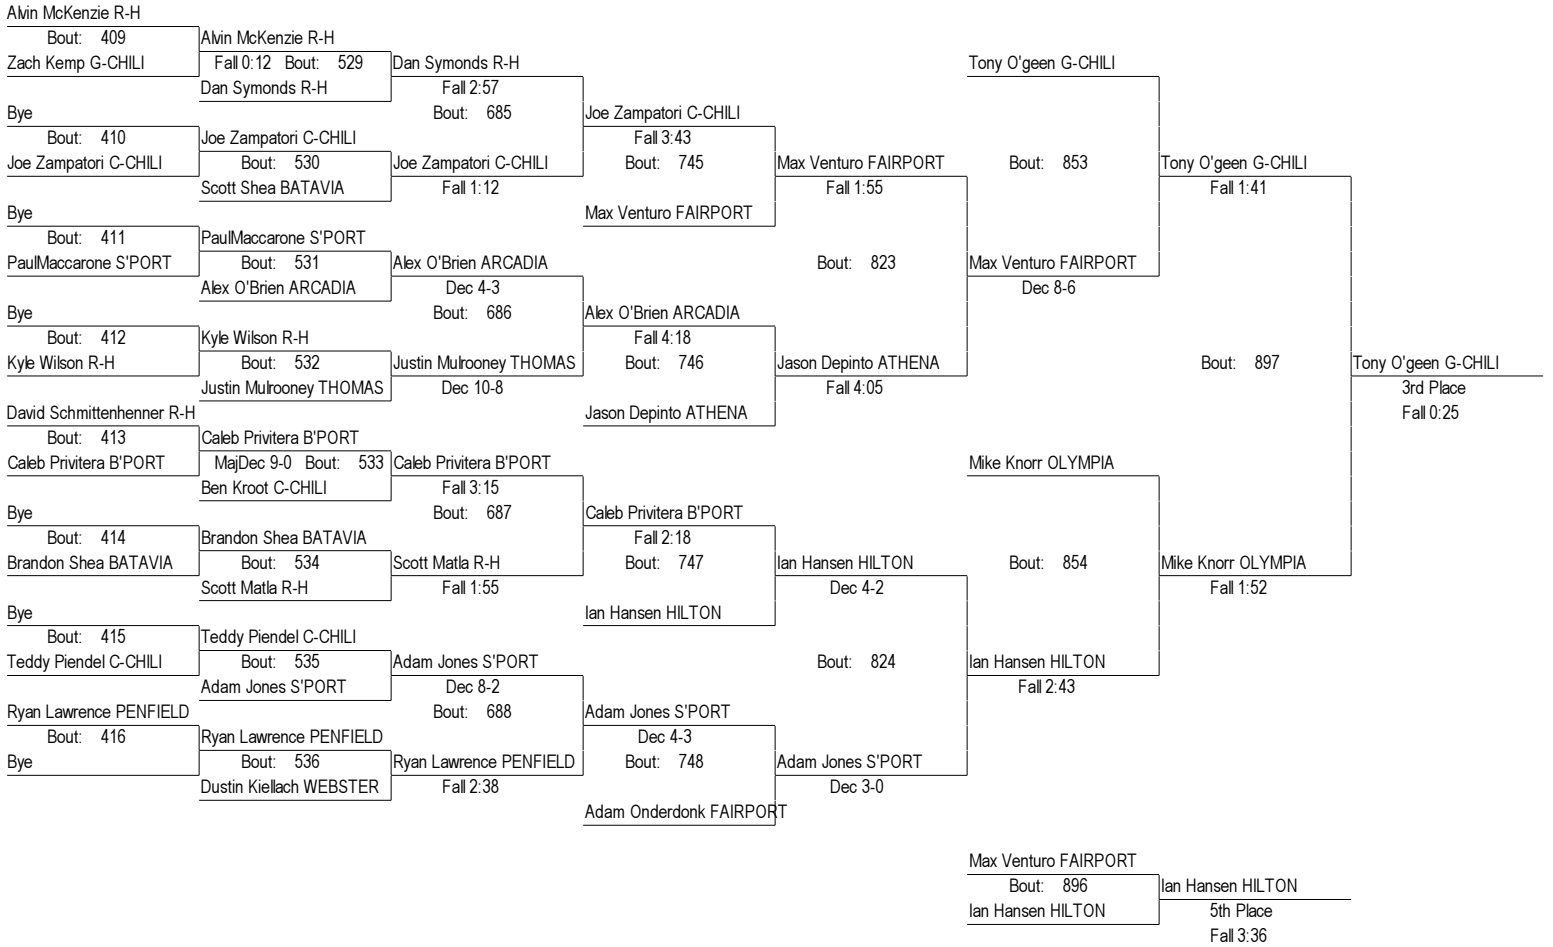 Alvin McKenzie R-H
Bout: 409
Zach Kemp G-CHILI
Bye
Bout: 410
Joe Zampatori C-CHILI
Bye
Bout: 411
PaulMaccarone S'PORT
Bye
Bout: 412
Kyle Wilson R-H
David Schmittenhenner R-H
Bout: 413
Caleb Privitera B'PORT
Bye
Bout: 414
Brandon Shea BATAVIA
Bye
Bout: 415
Teddy Piendel C-CHILI
Ryan Lawrence PENFIELD
Bout: 416
Bye
Alvin McKenzie R-H
Fall 0:12 Bout: 529
Dan Symonds R-H
Joe Zampatori C-CHILI
Bout: 530
Scott Shea BATAVIA
PaulMaccarone S'PORT
Bout: 531
Alex O'Brien ARCADIA
Kyle Wilson R-H
Bout: 532
Justin Mulrooney THOMAS
Caleb Privitera B'PORT
MajDec 9-0 Bout: 533
Ben Kroot C-CHILI
Brandon Shea BATAVIA
Bout: 534
Scott Matla R-H
Teddy Piendel C-CHILI
Bout: 535
Adam Jones S'PORT
Ryan Lawrence PENFIELD
Bout: 536
Dustin Kiellach WEBSTER
Dan Symonds R-H
Fall 2:57
Bout: 685
Joe Zampatori C-CHILI
Fall 1:12
Alex O'Brien ARCADIA
Dec 4-3
Bout: 686
Justin Mulrooney THOMAS
Dec 10-8
Caleb Privitera B'PORT
Fall 3:15
Bout: 687
Scott Matla R-H
Fall 1:55
Adam Jones S'PORT
Dec 8-2
Bout: 688
Ryan Lawrence PENFIELD
Fall 2:38
Joe Zampatori C-CHILI
Fall 3:43
Bout: 745
Max Venturo FAIRPORT
Alex O'Brien ARCADIA
Fall 4:18
Bout: 746
Jason Depinto ATHENA
Caleb Privitera B'PORT
Fall 2:18
Bout: 747
Ian Hansen HILTON
Adam Jones S'PORT
Dec 4-3
Bout: 748
Adam Onderdonk FAIRPORT
Max Venturo FAIRPORT
Fall 1:55
Bout: 823
Jason Depinto ATHENA
Fall 4:05
Ian Hansen HILTON
Dec 4-2
Bout: 824
Adam Jones S'PORT
Dec 3-0
Tony O'geen G-CHILI
Bout: 853
Max Venturo FAIRPORT
Dec 8-6
Mike Knorr OLYMPIA
Bout: 854
Ian Hansen HILTON
Fall 2:43
Tony O'geen G-CHILI
Fall 1:41
Bout: 897
Mike Knorr OLYMPIA
Fall 1:52
Tony O'geen G-CHILI
3rd Place
Fall 0:25
Max Venturo FAIRPORT
Bout: 896
Ian Hansen HILTON
Ian Hansen HILTON
5th Place
Fall 3:36